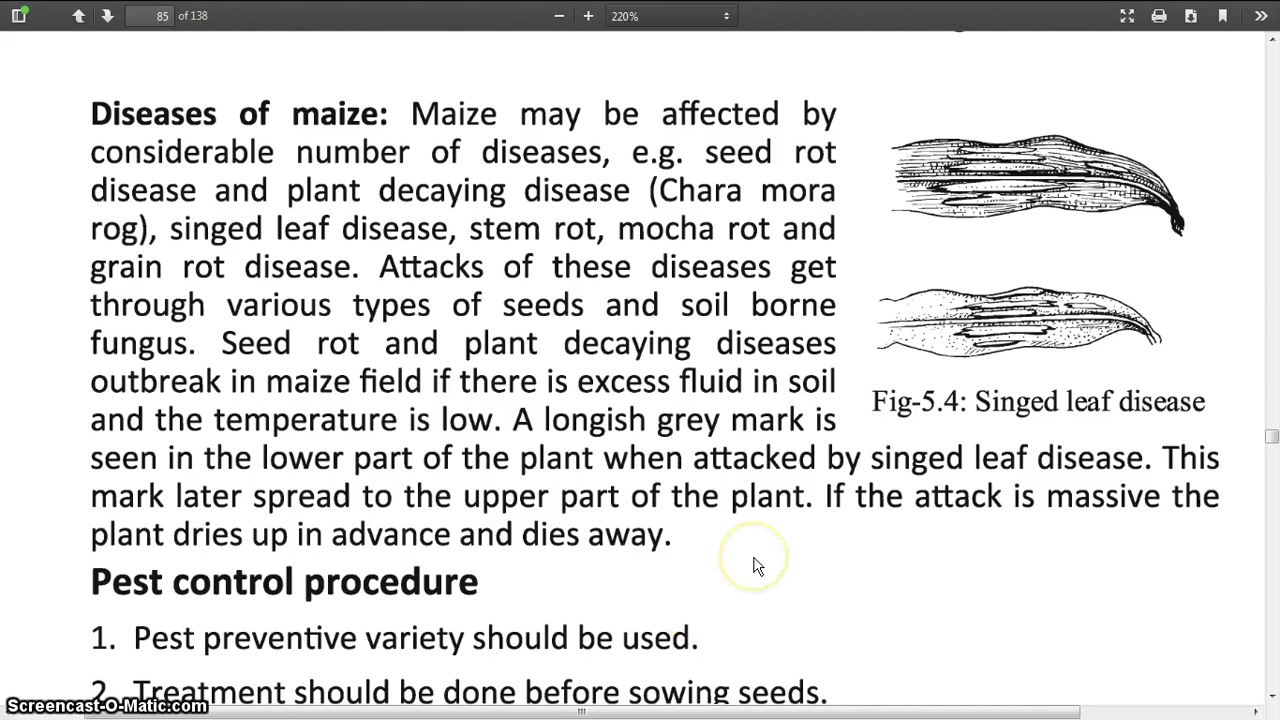 85 of 138
220%
Diseases of maize: Maize may be affected by
considerable number of diseases, e.g. seed rot
disease and plant decaying disease (Chara mora
rog), singed leaf disease, stem rot, mocha rot and
grain rot disease. Attacks of these diseases get
through various types of seeds and soil borne
fungus. Seed rot and plant decaying diseases
outbreak in maize field if there is excess fluid in soil
and the temperature is low. A longish grey mark is
seen in the lower part of the plant when attacked by singed leaf disease. This
mark later spread to the upper part of the plant. If the attack is massive the
plant dries up in advance and dies away.
Fig-5.4: Singed leaf disease
Pest control procedure
1. Pest preventive variety should be used.
2. Treatment should be done before sowing seeds.
Screencast-O-Matic.com